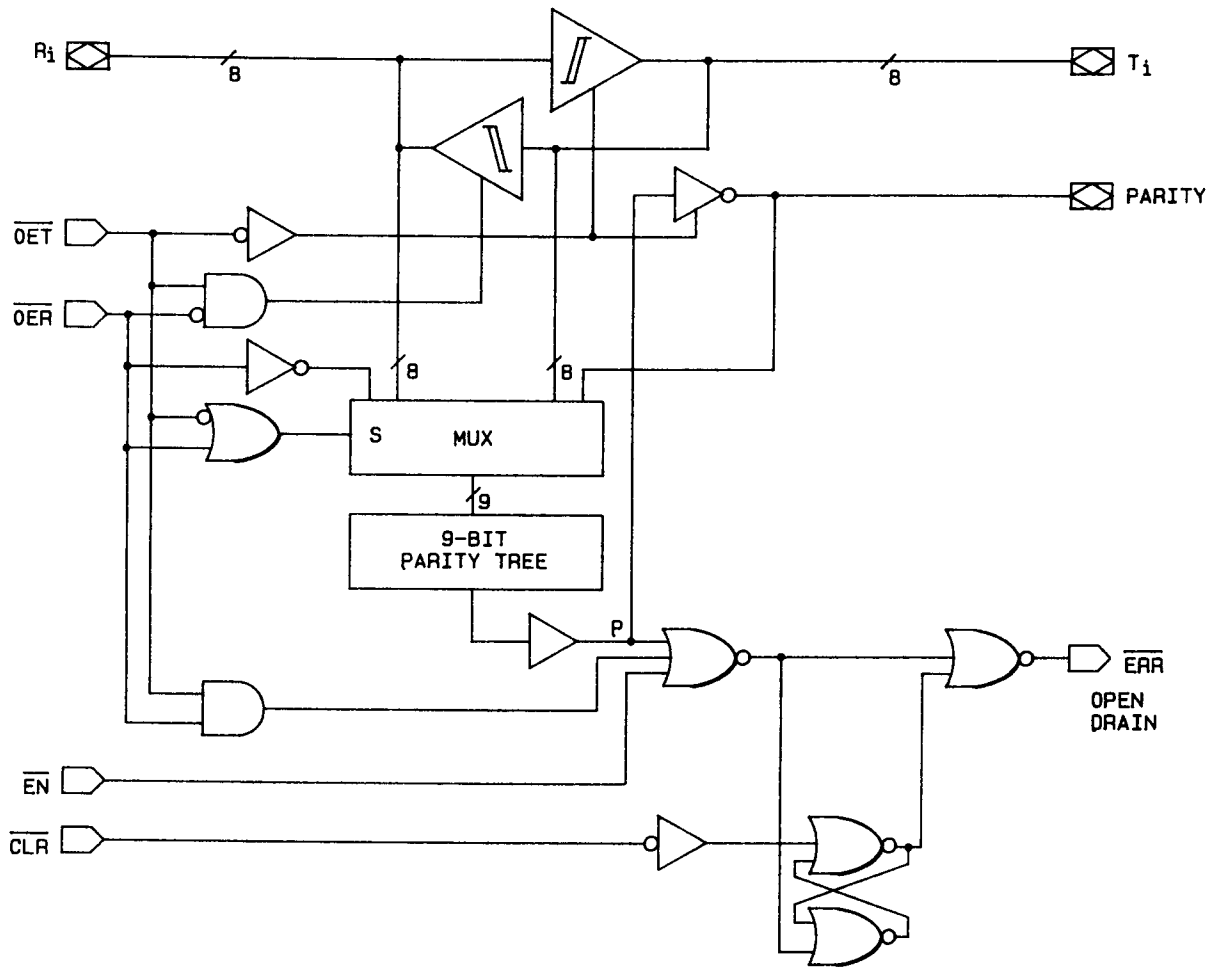 Ri
8
8
Ti
PARITY
OET
OER
8
8
S
MUX
9
9-BIT
PARITY TREE
P
ERR
OPEN
DRAIN
EN
CLR